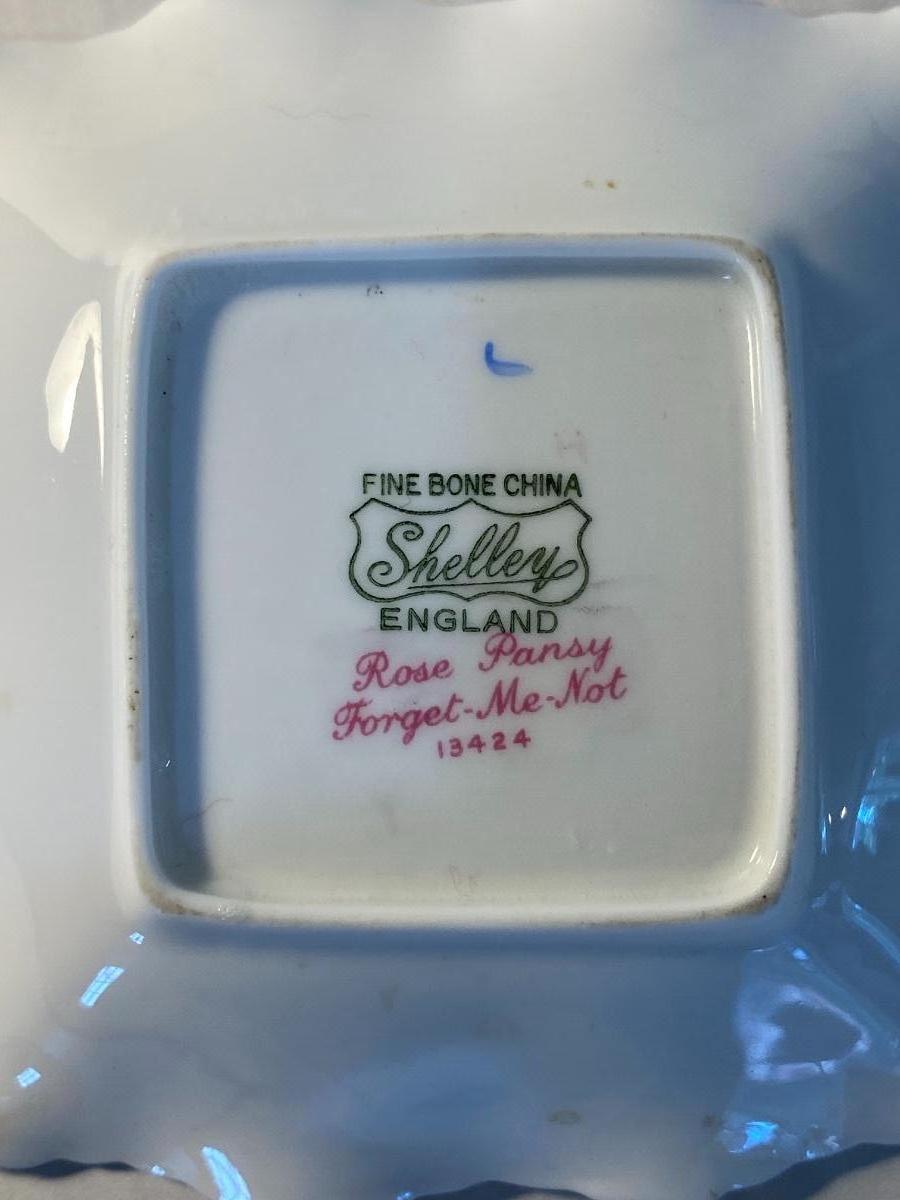 FINE BONE CHINA
Shelley
ENGLAND
Rose Pansy
Forget-Me-Not
13424